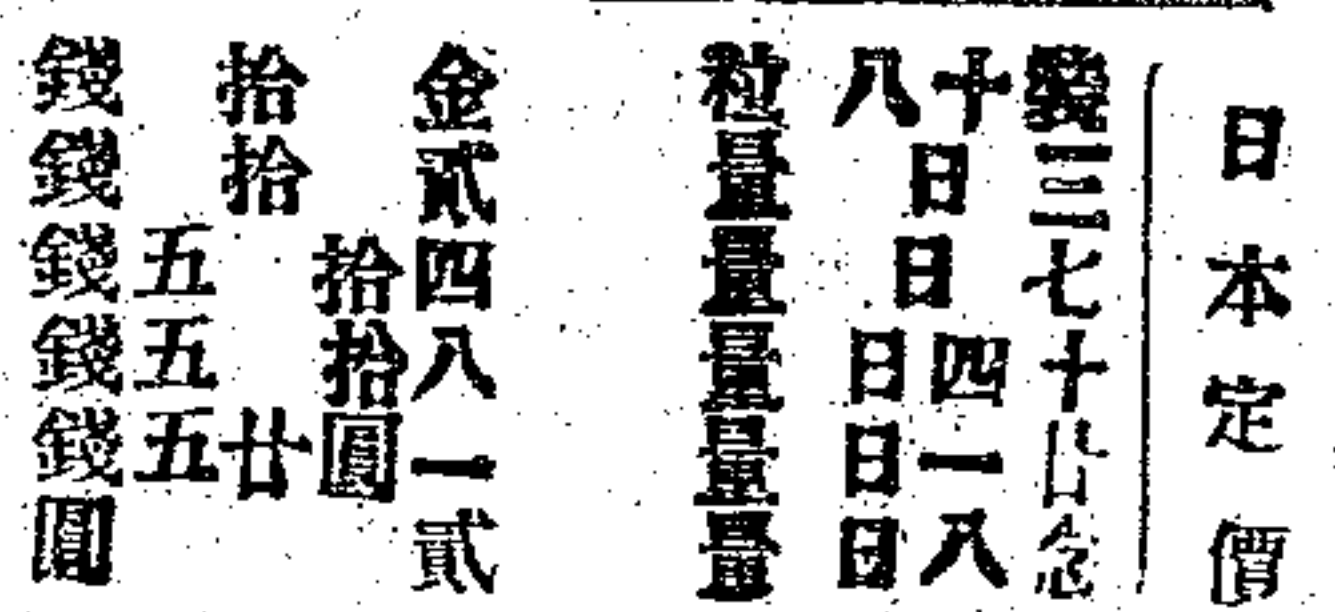 日本定價
十八粒 金拾錢
三日量 貳拾錢
七日量 四拾五錢
十四日量 八拾五錢
一日量 一圓廿五錢
念八日量 貳圓